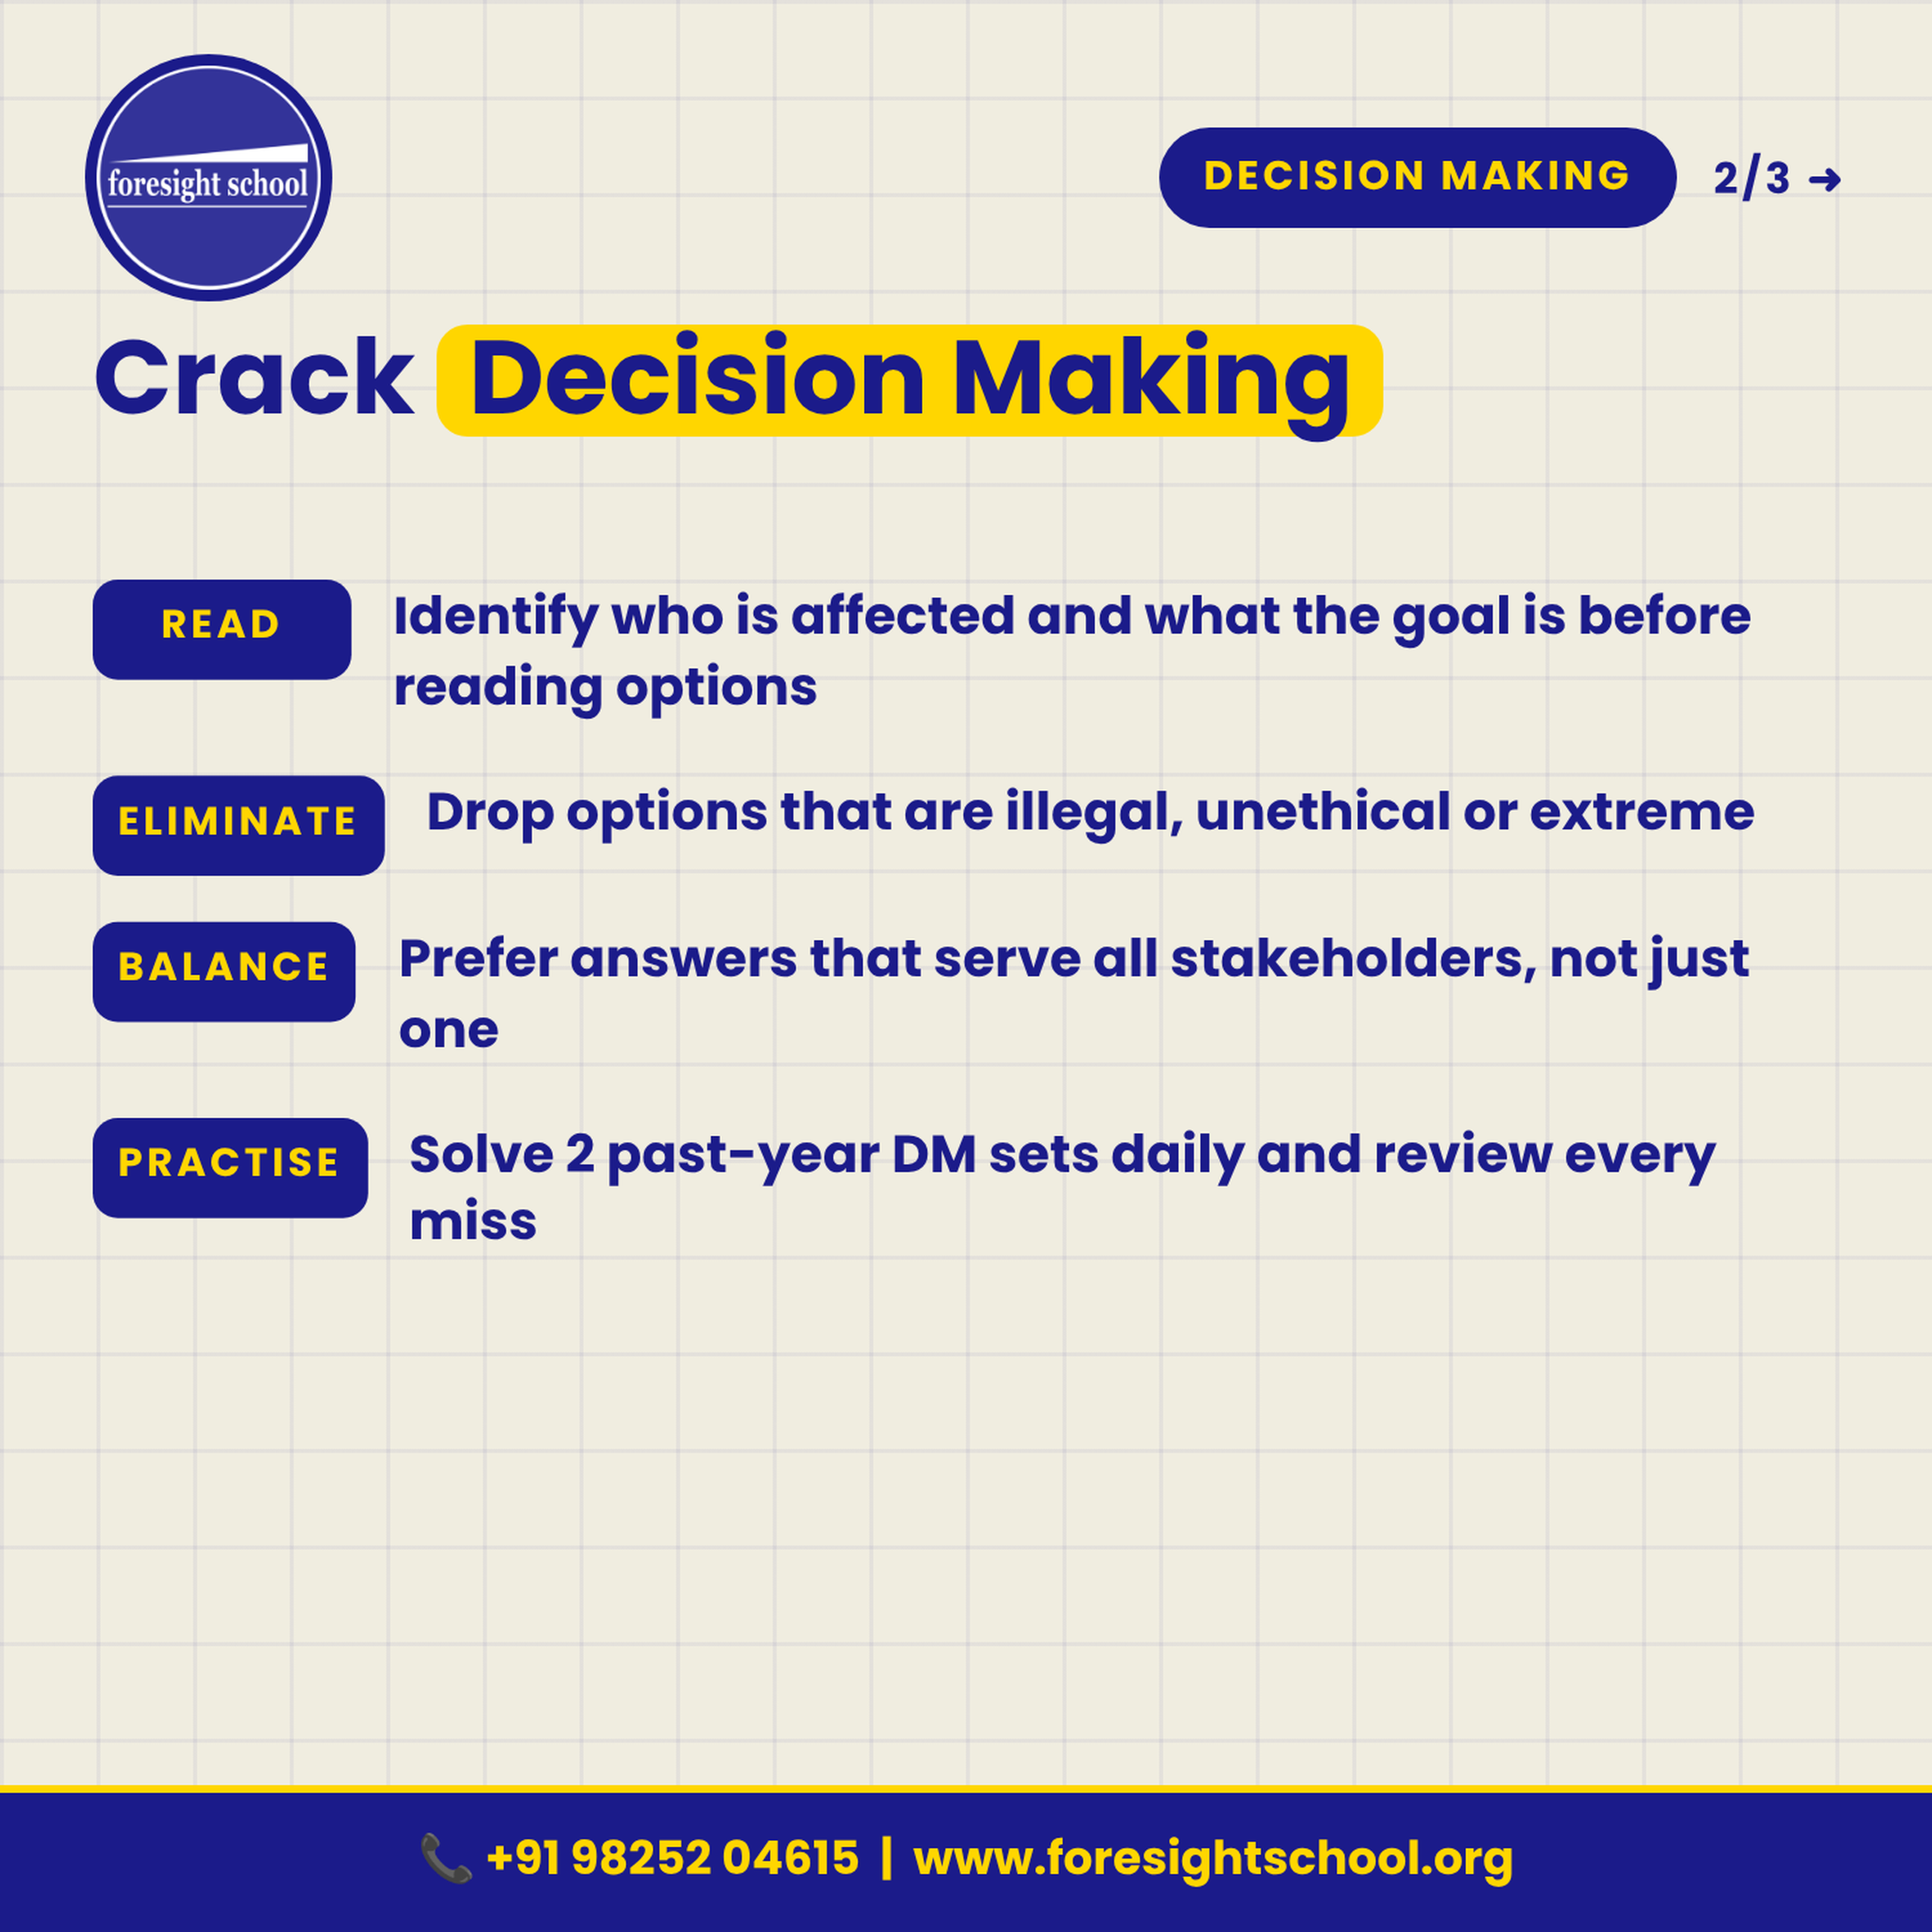 foresight school
DECISION MAKING 2/3 ➜
Crack Decision Making
READ Identify who is affected and what the goal is before
reading options
ELIMINATE Drop options that are illegal, unethical or extreme
BALANCE Prefer answers that serve all stakeholders, not just
one
PRACTISE Solve 2 past-year DM sets daily and review every
miss
📞 +91 98252 04615 | www.foresightschool.org